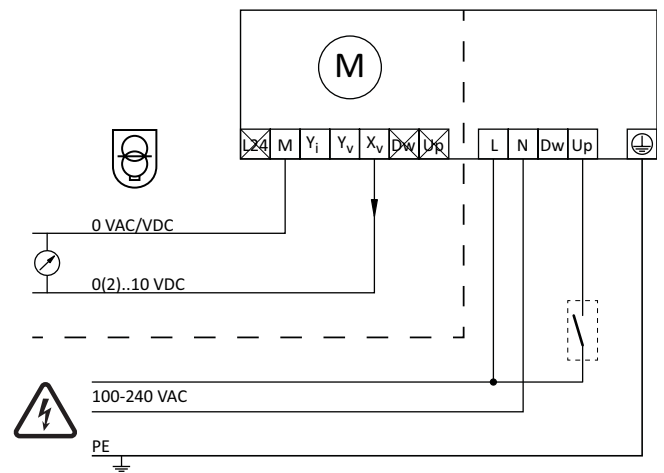 M
L24 M Yi Yv Xv Dw Up L N Dw Up
0 VAC/VDC
0(2)..10 VDC
100-240 VAC
PE